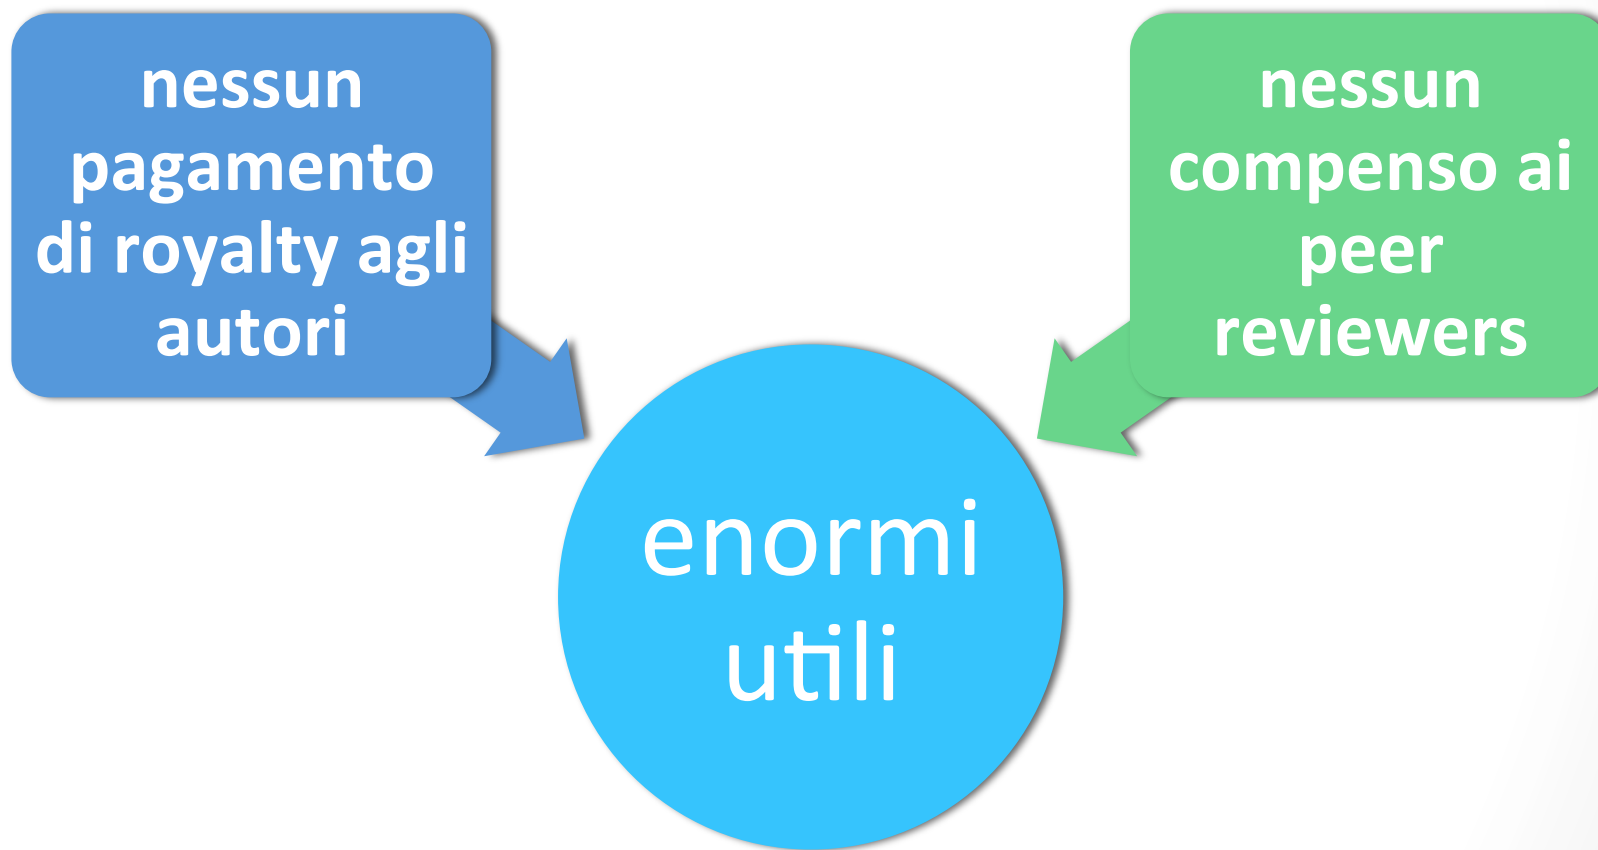 nessun
pagamento
di royalty agli
autori
nessun
compenso ai
peer
reviewers
enormi
utili